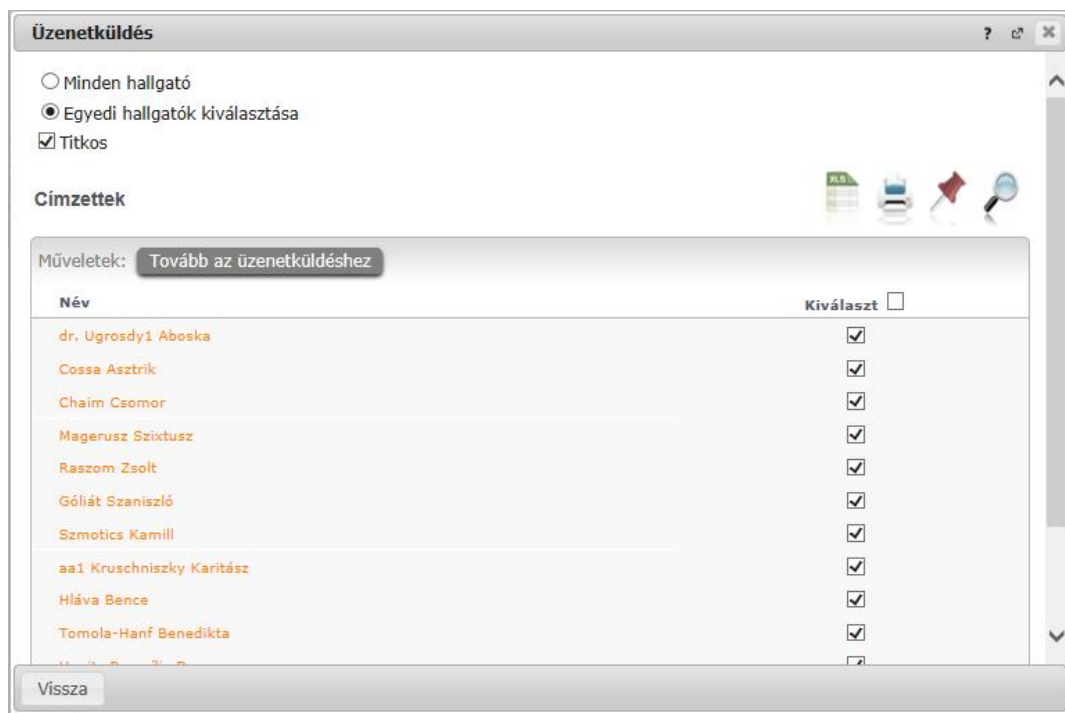 Üzenetküldés ?
Minden hallgató
Egyedi hallgatók kiválasztása
Titkos
Címzettek
XLS
Műveletek: Tovább az üzenetküldéshez
Név Kiválaszt
dr. Ugrosdy1 Aboska
Cossa Asztrik
Chaim Csomor
Magerusz Szixtusz
Raszom Zsolt
Góliát Szaniszló
Szmotics Kamill
aa1 Kruschniszky Karitász
Hláva Bence
Tomola-Hanf Benedikta
Vissza